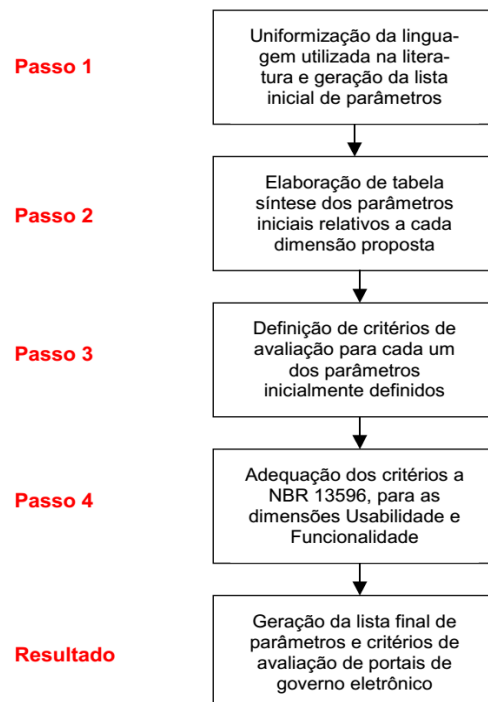 Passo 1
Uniformização da lingua-
gem utilizada na litera-
tura e geração da lista
inicial de parâmetros
Passo 2
Elaboração de tabela
síntese dos parâmetros
iniciais relativos a cada
dimensão proposta
Passo 3
Definição de critérios de
avaliação para cada um
dos parâmetros
inicialmente definidos
Passo 4
Adequação dos critérios a
NBR 13596, para as
dimensões Usabilidade e
Funcionalidade
Resultado
Geração da lista final de
parâmetros e critérios de
avaliação de portais de
governo eletrônico